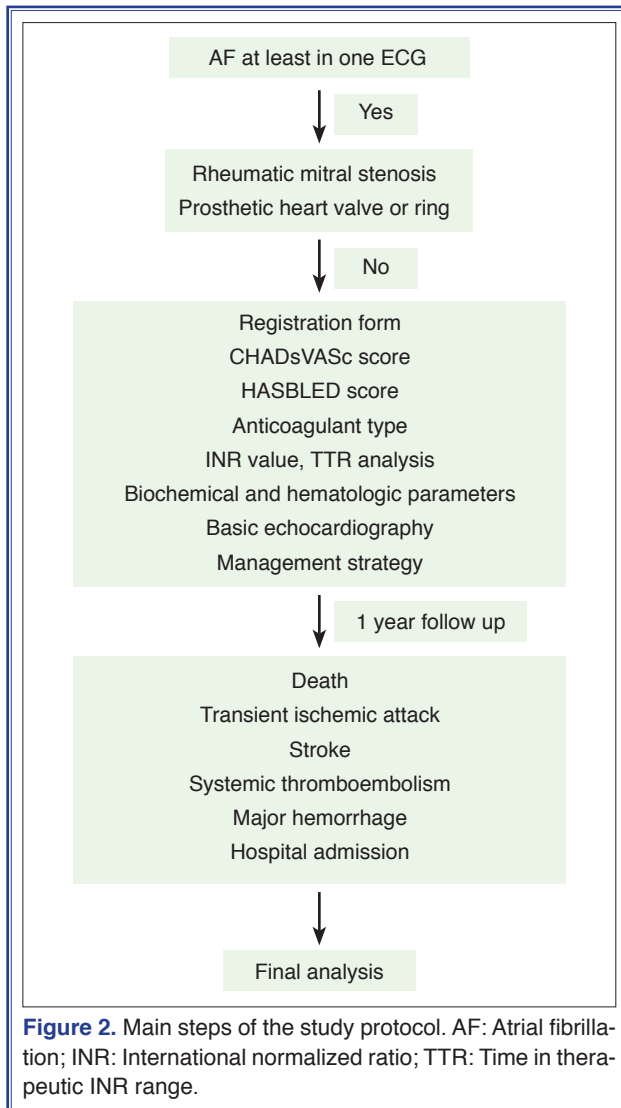 AF at least in one ECG
Yes
Rheumatic mitral stenosis
Prosthetic heart valve or ring
No
Registration form
CHADsVASc score
HASBLED score
Anticoagulant type
INR value, TTR analysis
Biochemical and hematologic parameters
Basic echocardiography
Management strategy
1 year follow up
Death
Transient ischemic attack
Stroke
Systemic thromboembolism
Major hemorrhage
Hospital admission
Final analysis
Figure 2. Main steps of the study protocol. AF: Atrial fibrilla-
tion; INR: International normalized ratio; TTR: Time in thera-
peutic INR range.